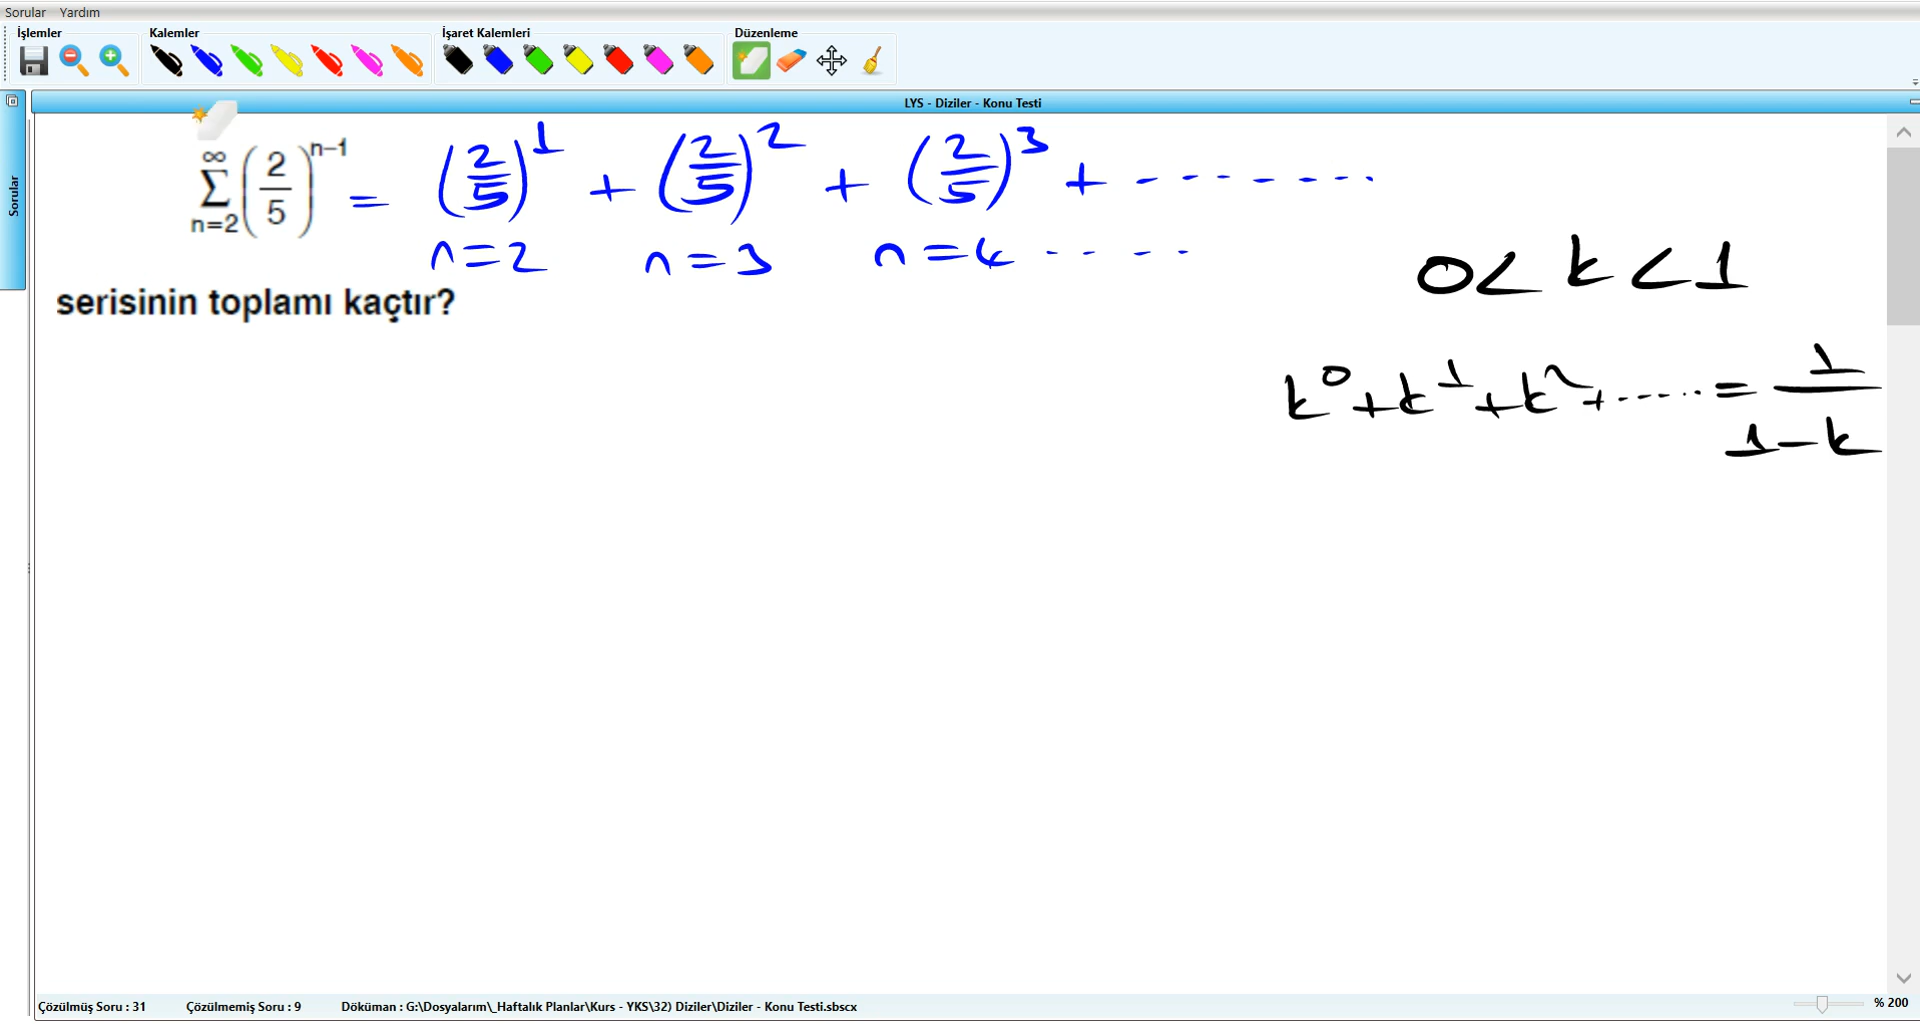 Sorular Yardım
İşlemler Kalemler İşaret Kalemleri Düzenleme
LYS - Diziler - Konu Testi
Sorular
∞ Σ n=2 (2/5)^n−1 = (2/5)^1 + (2/5)^2 + (2/5)^3 + --------
n=2 n=3 n=4 ----
0< k <1
serisinin toplamı kaçtır?
k^0+k^1+k^2+.....= 1/1−k
Çözülmüş Soru : 31 Çözülmemiş Soru : 9 Döküman : G:\Dosyalarım\_Haftalık Planlar\Kurs - YKS\32) Diziler\Diziler - Konu Testi.sbscx % 200